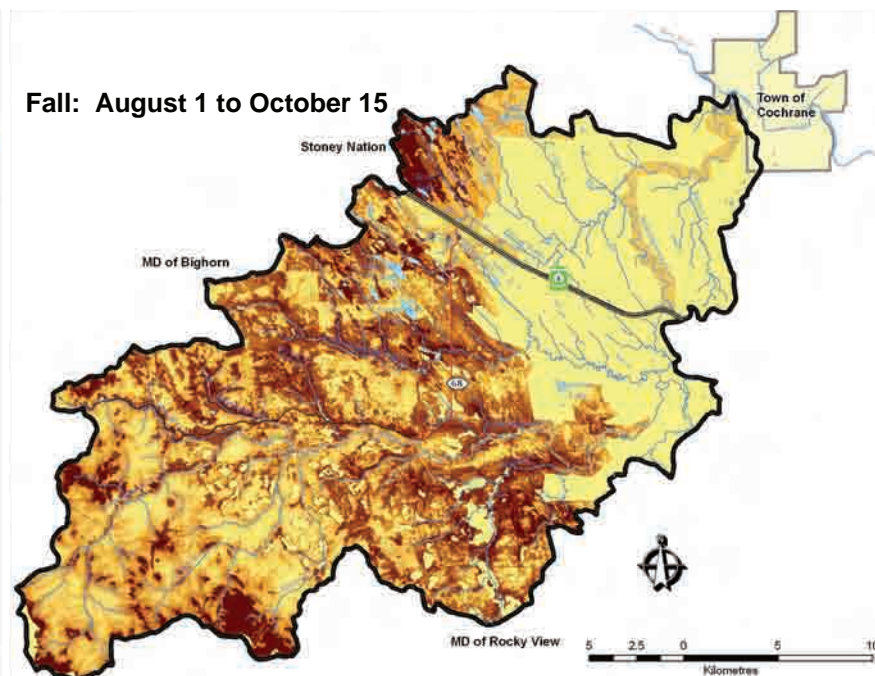 Fall: August 1 to October 15
Town of
Cochrane
Stoney Nation
MD of Bighorn
68
MD of Rocky View
5 2.5 0 5 10
Kilometres